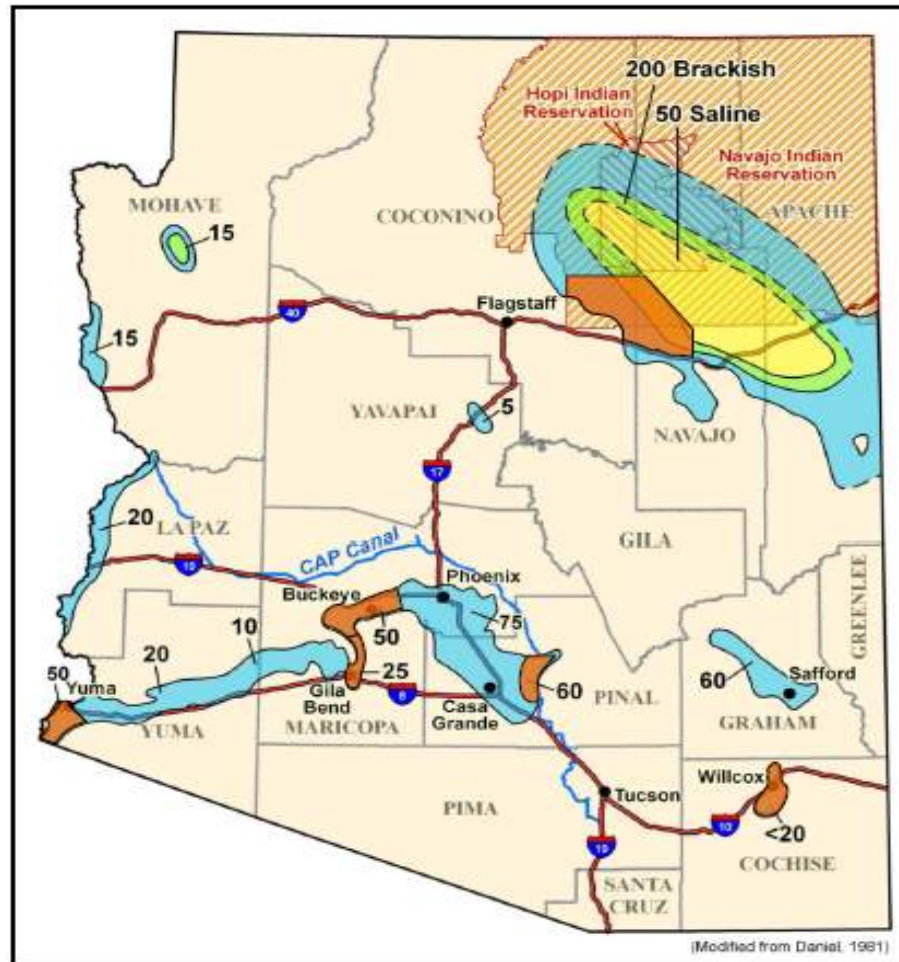 200 Brackish
Hopi Indian
Reservation
50 Saline
Navajo Indian
Reservation
MOHAVE
COCONINO
APACHE
15
Flagstaff
40
15
5
YAVAPAI
NAVAJO
17
20
LA PAZ
GILA
CAP Canal
10
Phoenix
Buckeye
GREENLEE
10
50
75
20
25
60
Safford
50
Yuma
Gila
Bend
8
Casa
Grande
60
PINAL
GRAHAM
YUMA
MARICOPA
Willcox
Tucson
PIMA
10
<20
19
COCHISE
SANTA
CRUZ
(Modified from Daniel, 1981)